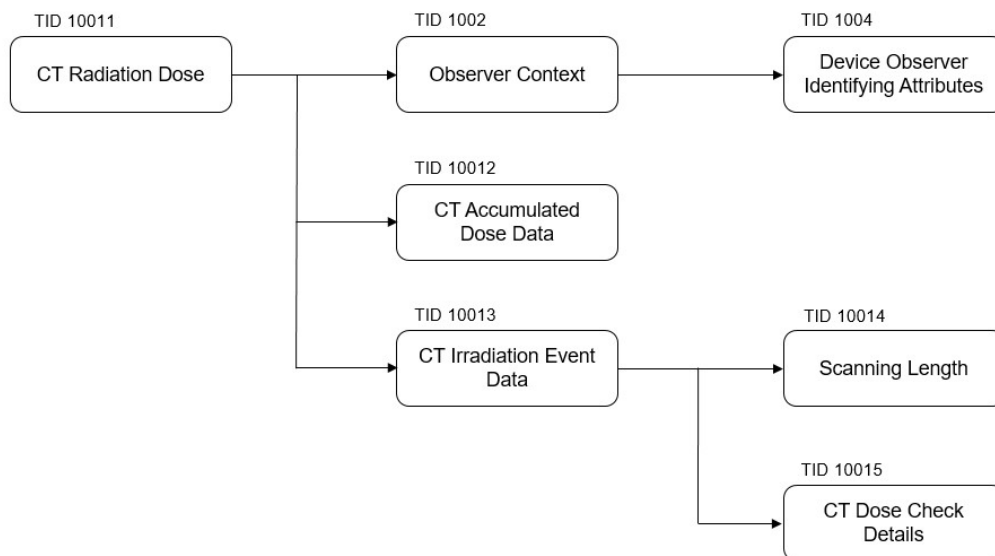 TID 10011
CT Radiation Dose
TID 1002
Observer Context
TID 1004
Device Observer
Identifying Attributes
TID 10012
CT Accumulated
Dose Data
TID 10013
CT Irradiation Event
Data
TID 10014
Scanning Length
TID 10015
CT Dose Check
Details